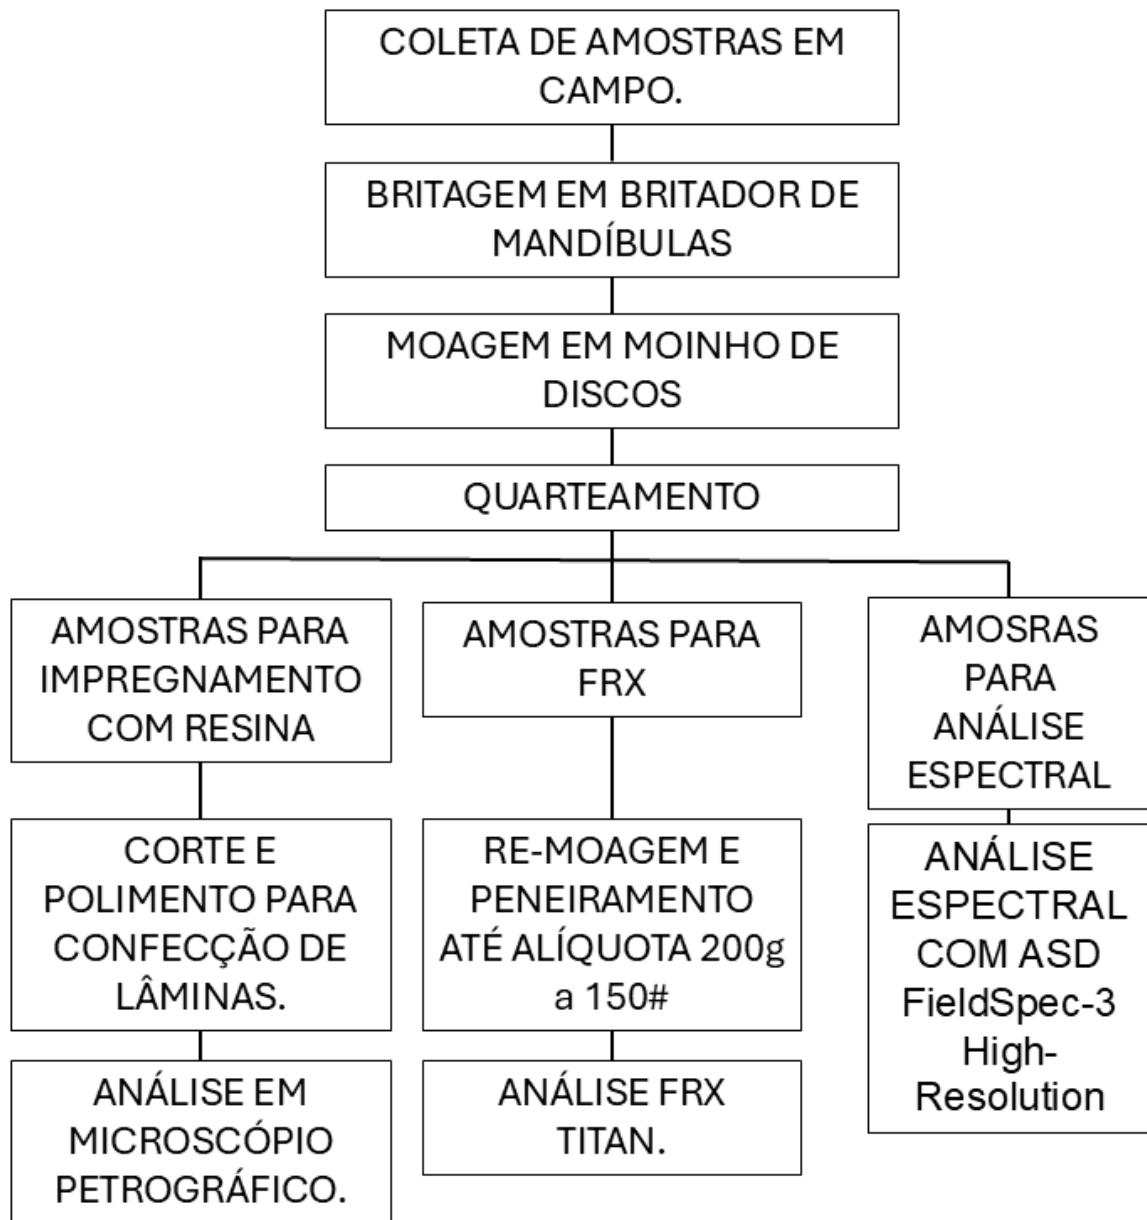 COLETA DE AMOSTRAS EM
CAMPO.
BRITAGEM EM BRITADOR DE
MANDÍBULAS
MOAGEM EM MOINHO DE
DISCOS
QUARTEAMENTO
AMOSTRAS PARA
IMPREGNAMENTO
COM RESINA
AMOSTRAS PARA
FRX
AMOSRAS
PARA
ANÁLISE
ESPECTRAL
CORTE E
POLIMENTO PARA
CONFECÇÃO DE
LÂMINAS.
RE-MOAGEM E
PENEIRAMENTO
ATÉ ALÍQUOTA 200g
a 150#
ANÁLISE
ESPECTRAL
COM ASD
FieldSpec-3
High-
Resolution
ANÁLISE EM
MICROSCÓPIO
PETROGRÁFICO.
ANÁLISE FRX
TITAN.